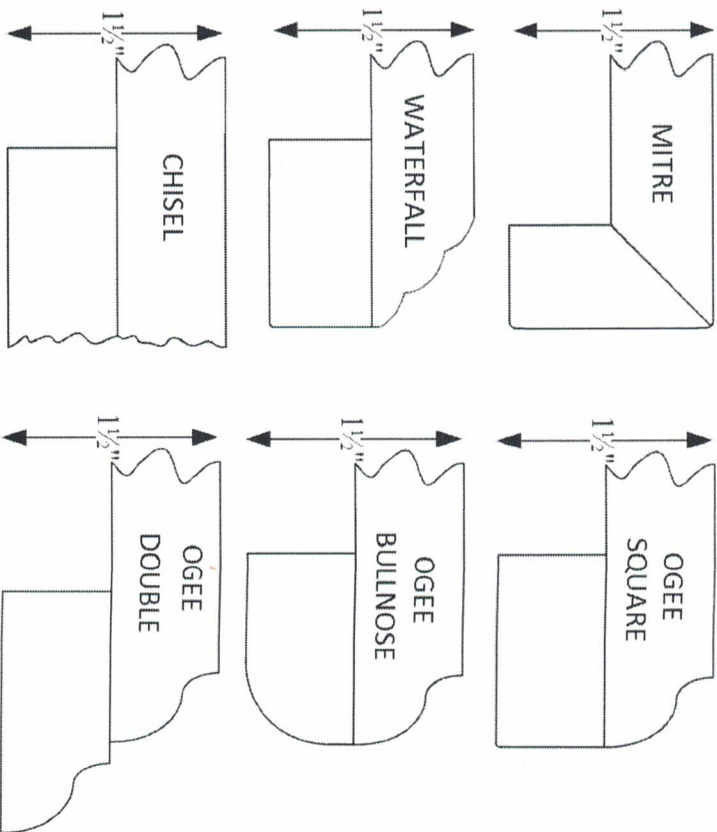 1½"
MITRE
1½"
OGEE
SQUARE
1½"
WATERFALL
1½"
OGEE
BULLNOSE
1½"
CHISEL
1½"
OGEE
DOUBLE